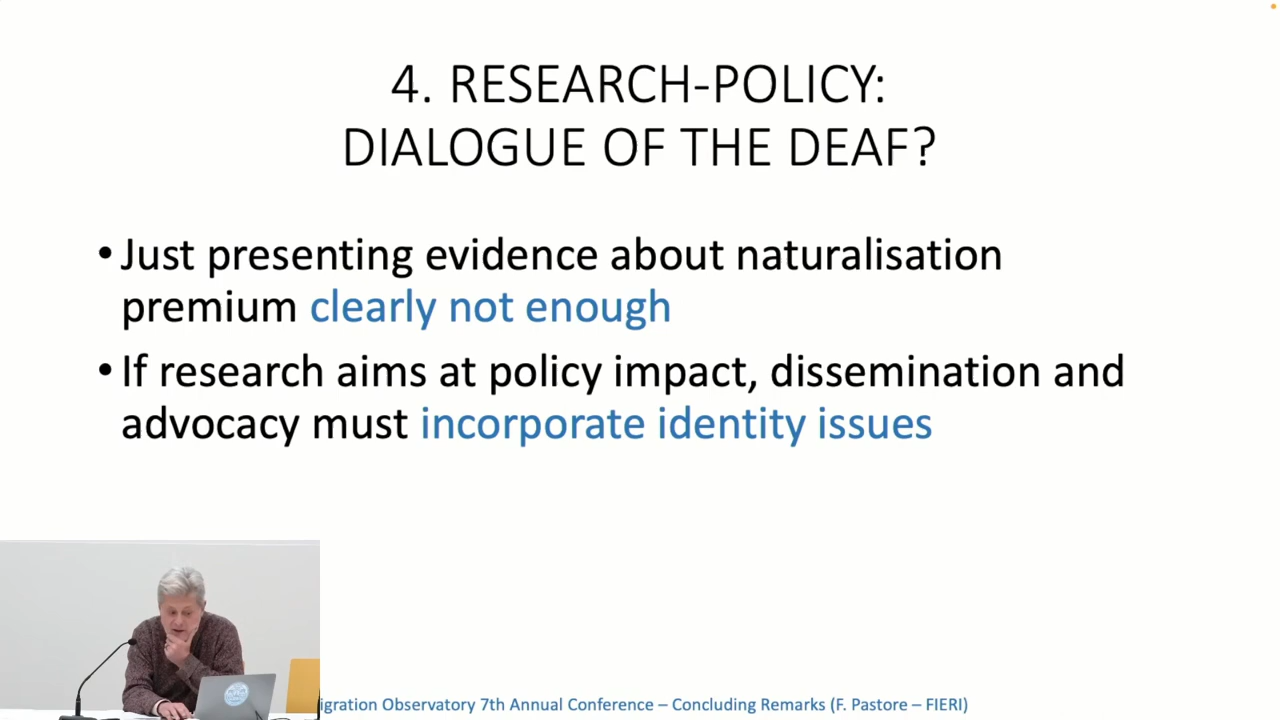 4. RESEARCH-POLICY:
DIALOGUE OF THE DEAF?
• Just presenting evidence about naturalisation
premium clearly not enough
• If research aims at policy impact, dissemination and
advocacy must incorporate identity issues
igration Observatory 7th Annual Conference – Concluding Remarks (F. Pastore – FIERI)